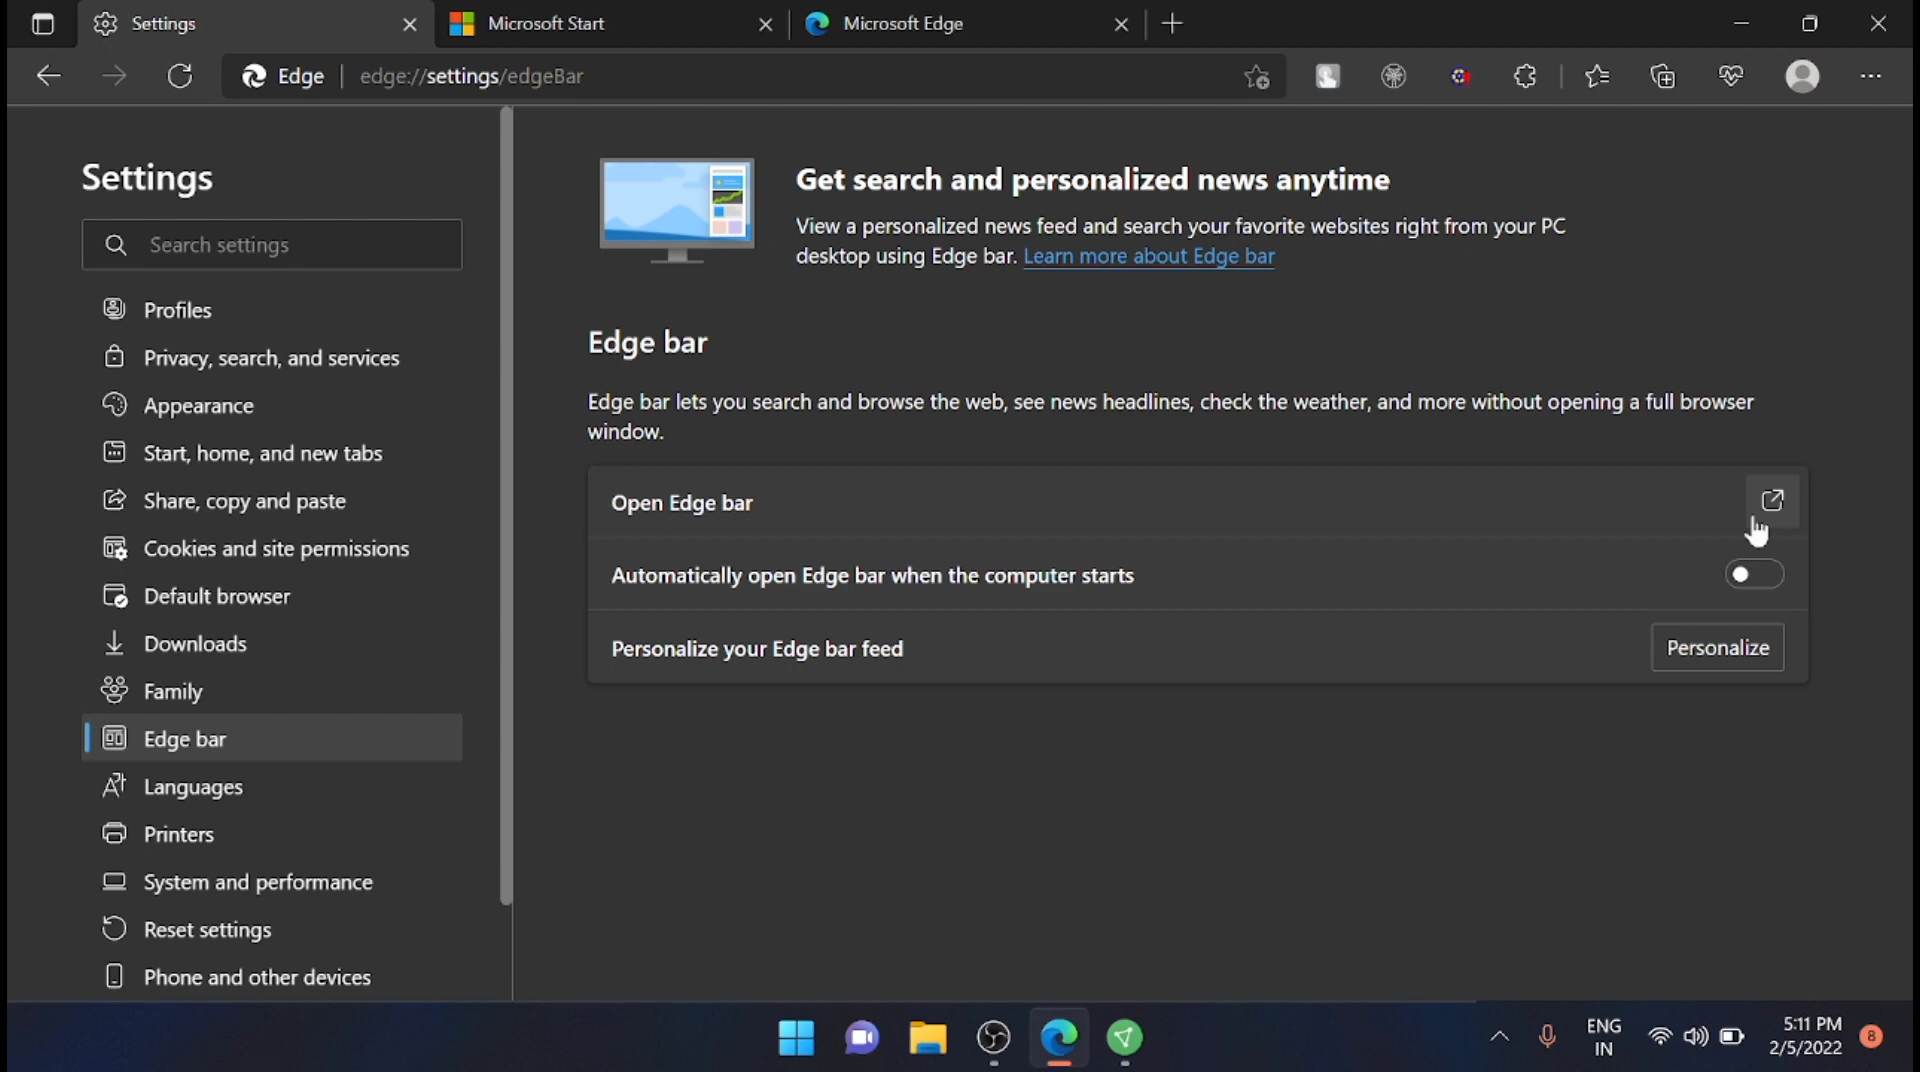 Settings
Microsoft Start
Microsoft Edge
Edge
edge://settings/edgeBar
Settings
Search settings
Profiles
Privacy, search, and services
Appearance
Start, home, and new tabs
Share, copy and paste
Cookies and site permissions
Default browser
Downloads
Family
Edge bar
Languages
Printers
System and performance
Reset settings
Phone and other devices
Get search and personalized news anytime
View a personalized news feed and search your favorite websites right from your PC
desktop using Edge bar. Learn more about Edge bar
Edge bar
Edge bar lets you search and browse the web, see news headlines, check the weather, and more without opening a full browser
window.
Open Edge bar
Automatically open Edge bar when the computer starts
Personalize your Edge bar feed
Personalize
ENG
IN
5:11 PM
2/5/2022
8